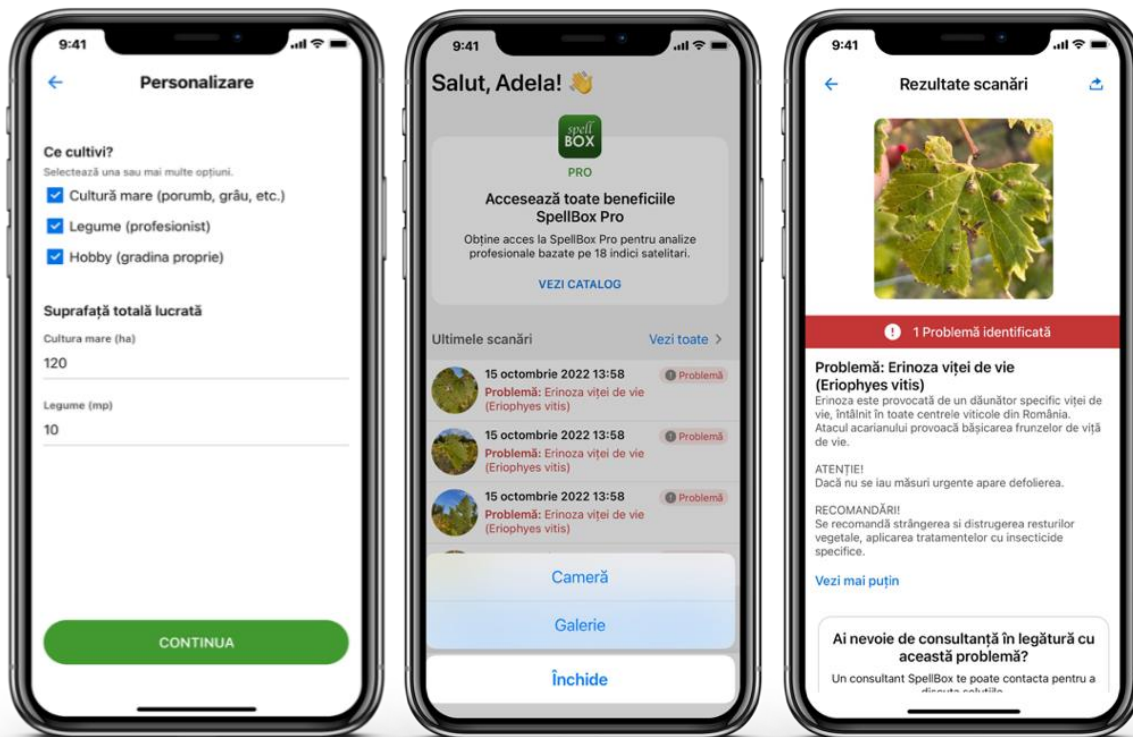 9:41
Personalizare
Ce cultivi?
Selectează una sau mai multe opțiuni.
Cultură mare (porumb, grâu, etc.)
Legume (profesionist)
Hobby (gradina proprie)
Suprafață totală lucrată
Cultura mare (ha)
120
Legume (mp)
10
CONTINUA
9:41
Salut, Adela! 👋
spell
BOX
PRO
Accesează toate beneficiile
SpellBox Pro
Obține acces la SpellBox Pro pentru analize
profesionale bazate pe 18 indici satelitari.
VEZI CATALOG
Ultimele scanări
Vezi toate >
15 octombrie 2022 13:58
Problemă
Problemă: Erinoza viței de vie
(Eriophyes vitis)
15 octombrie 2022 13:58
Problemă
Problemă: Erinoza viței de vie
(Eriophyes vitis)
15 octombrie 2022 13:58
Problemă
Problemă: Erinoza viței de vie
(Eriophyes vitis)
Cameră
Galerie
Închide
9:41
Rezultate scanări
1 Problemă identificată
Problemă: Erinoza viței de vie
(Eriophyes vitis)
Erinoza este provocată de un dăunător specific viței de
vie, întâlnit în toate centrele viticole din România.
Atacul acarianului provoacă bășicarea frunzelor de viță
de vie.
ATENȚIE!
Dacă nu se iau măsuri urgente apare defolierea.
RECOMANDĂRI!
Se recomandă strângerea si distrugerea resturilor
vegetale, aplicarea tratamentelor cu insecticide
specifice.
Vezi mai puțin
Ai nevoie de consultanță în legătură cu
această problemă?
Un consultant SpellBox te poate contacta pentru a
discuta soluțiile